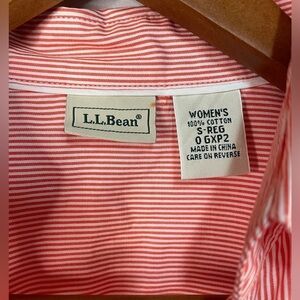 L.L.Bean®
WOMEN'S
100% COTTON
S-REG
0 GXP2
MADE IN CHINA
CARE ON REVERSE